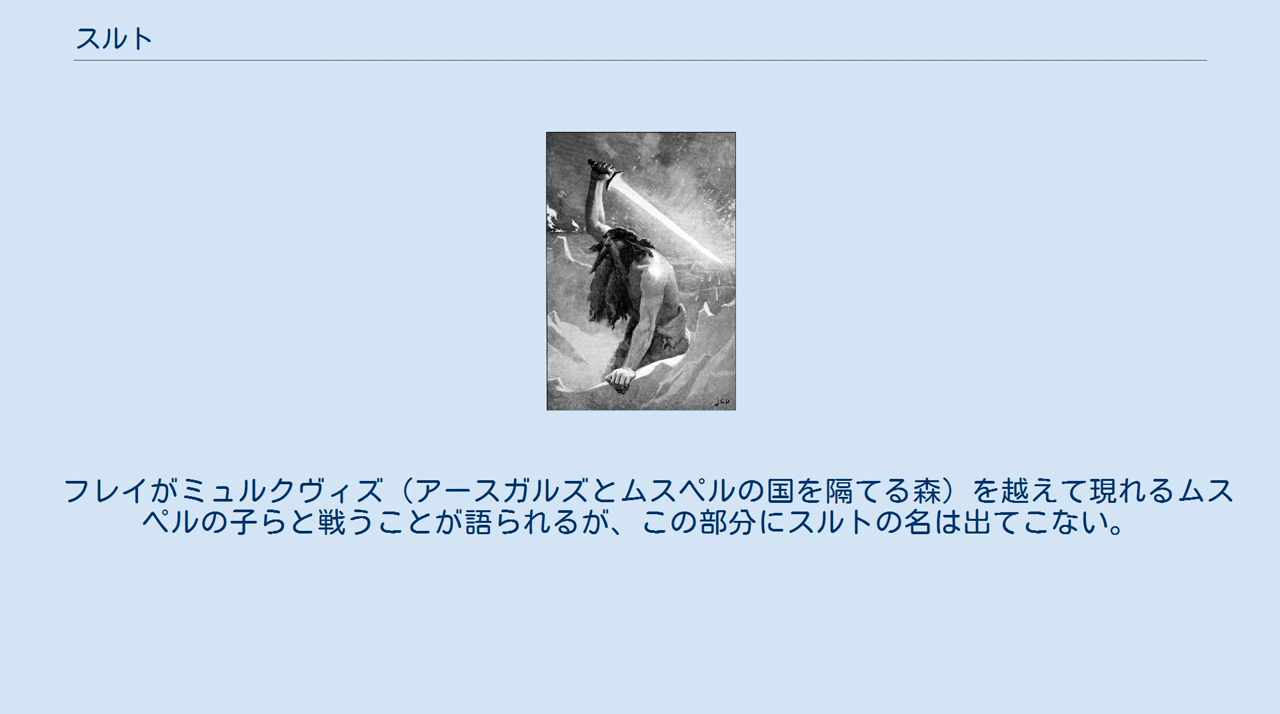 スルト
JCD
フレイがミュルクヴィズ（アースガルズとムスペルの国を隔てる森）を越えて現れるムス
ペルの子らと戦うことが語られるが、この部分にスルトの名は出てこない。